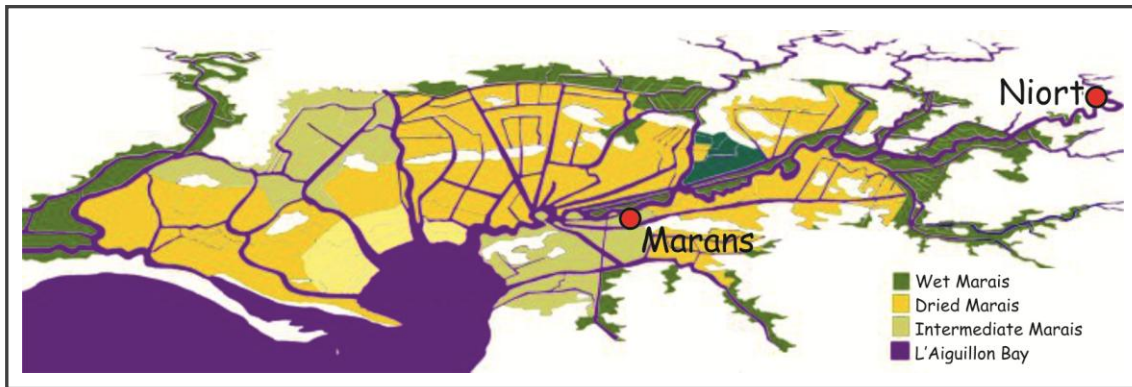 Niort
Marans
Wet Marais
Dried Marais
Intermediate Marais
L'Aiguillon Bay